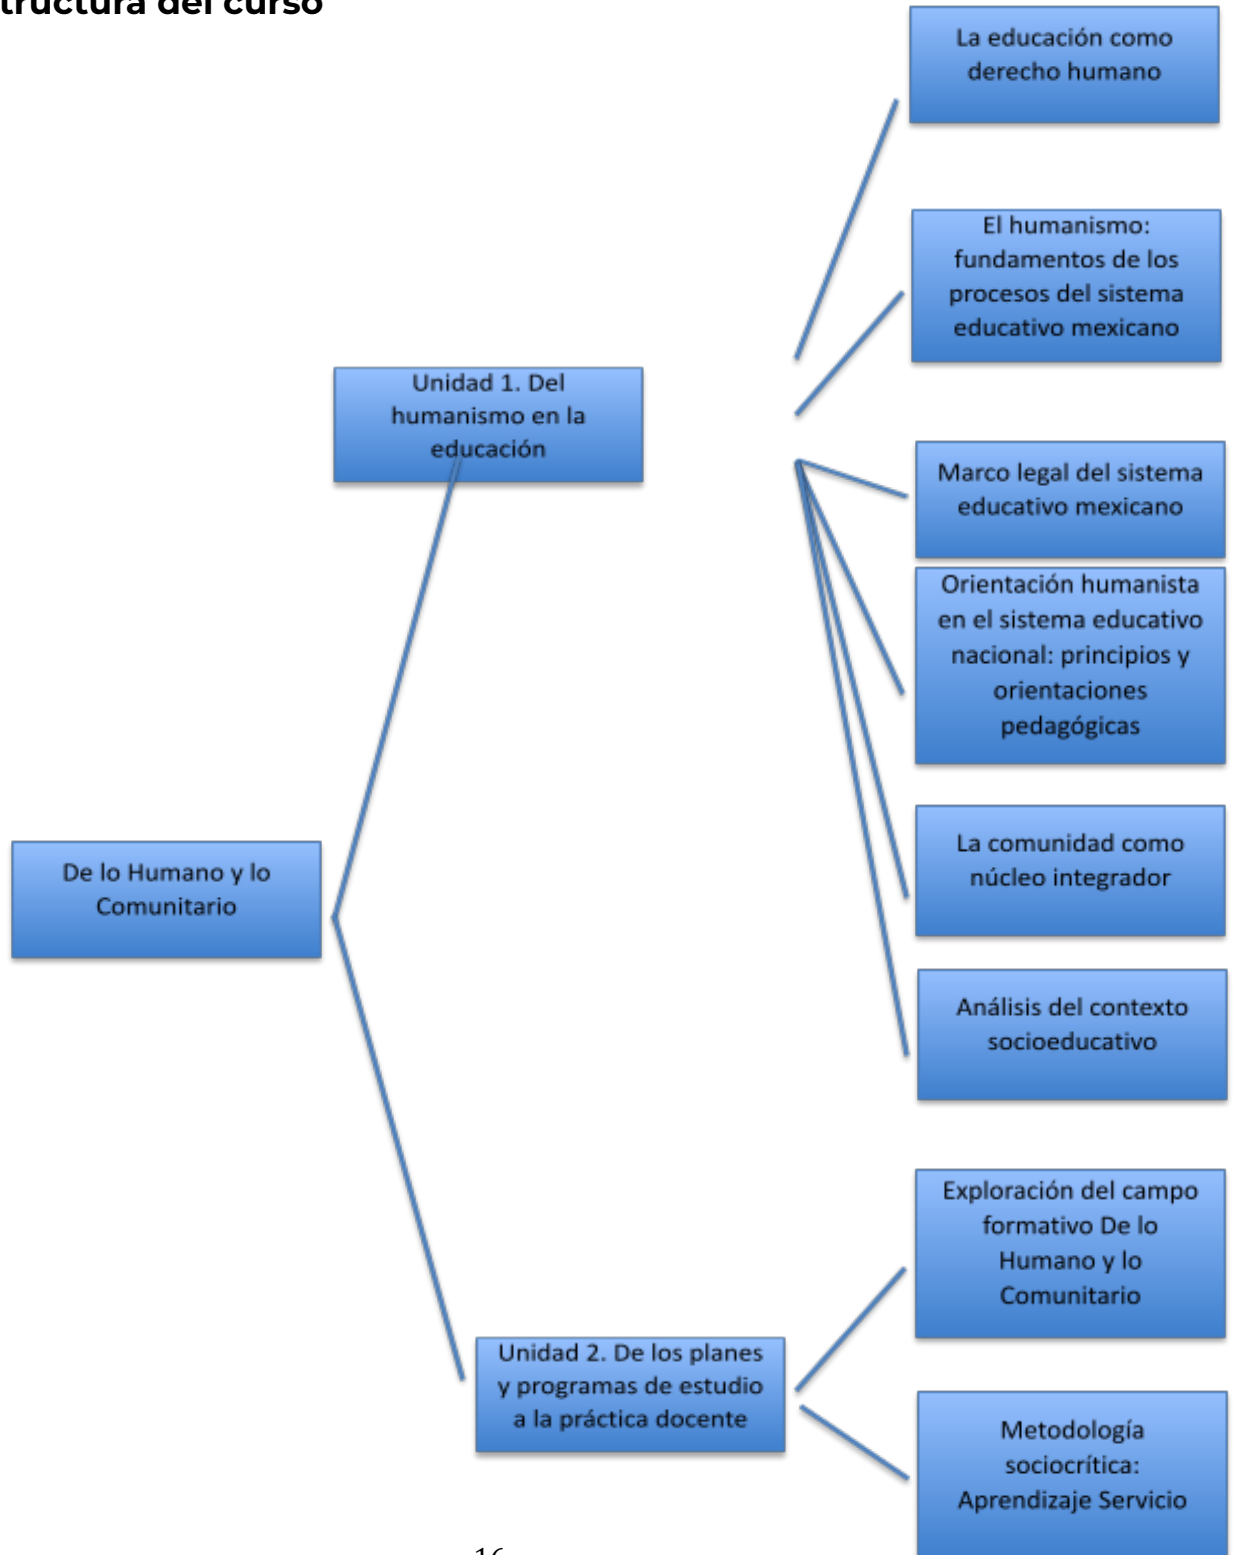 tructura del curso
La educación como
derecho humano
El humanismo:
fundamentos de los
procesos del sistema
educativo mexicano
Unidad 1. Del
humanismo en la
educación
Marco legal del sistema
educativo mexicano
Orientación humanista
en el sistema educativo
nacional: principios y
orientaciones
pedagógicas
La comunidad como
núcleo integrador
De lo Humano y lo
Comunitario
Análisis del contexto
socioeducativo
Exploración del campo
formativo De lo
Humano y lo
Comunitario
Unidad 2. De los planes
y programas de estudio
a la práctica docente
Metodología
sociocrítica:
Aprendizaje Servicio
16